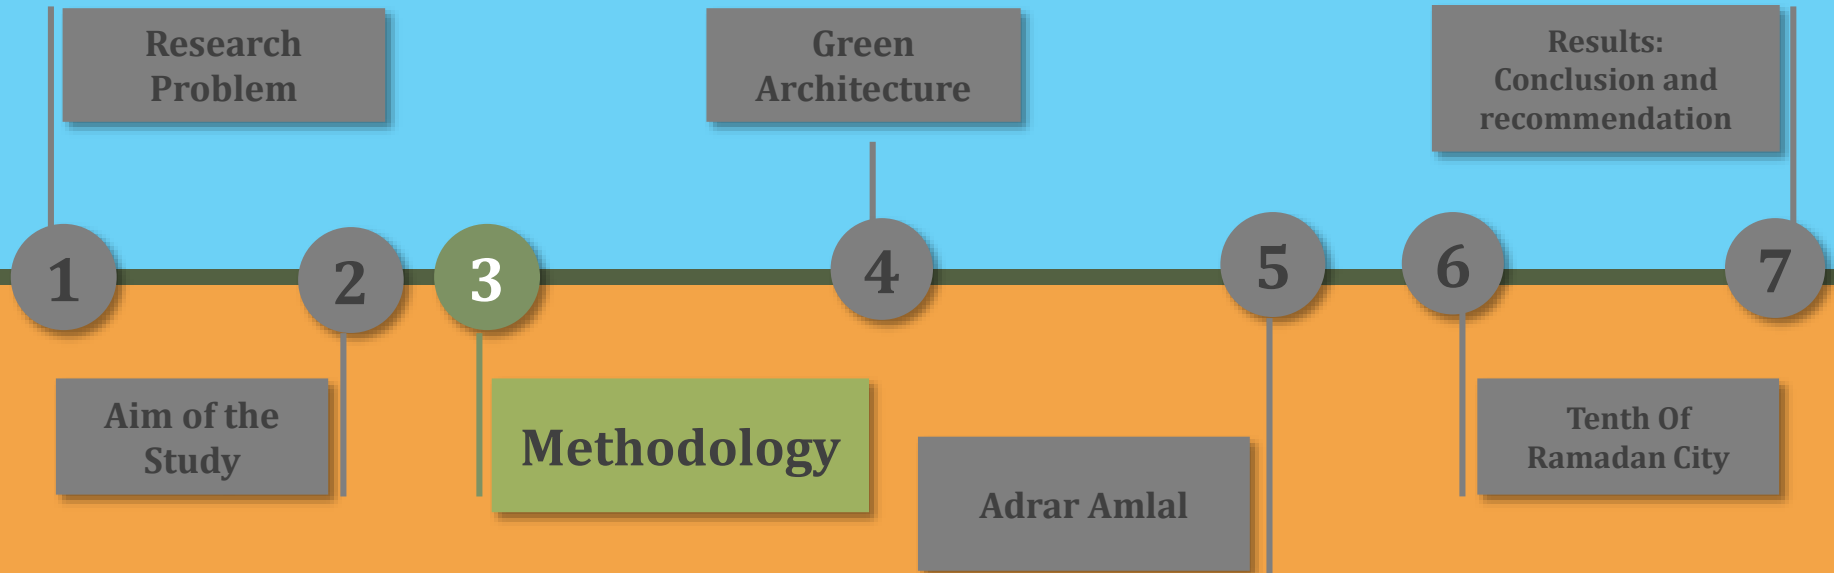 Research
Problem
Green
Architecture
Results:
Conclusion and
recommendation
1
2
3
4
5
6
7
Aim of the
Study
Methodology
Adrar Amlal
Tenth Of
Ramadan City